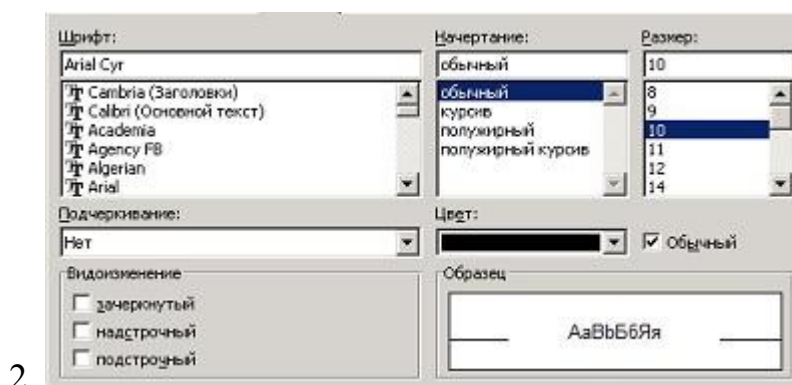 Шрифт: Начертание: Размер:
Arial Cyr обычный 10
Cambria (Заголовки) обычный 8
Calibri (Основной текст) курсив 9
Academia полужирный 10
Agency FB полужирный курсив 11
Algerian 12
Arial 14
Подчеркивание: Цвет:
Нет Обычный
Видоизменение Образец
зачеркнутый
надстрочный АаВbБбЯя
подстрочный
2